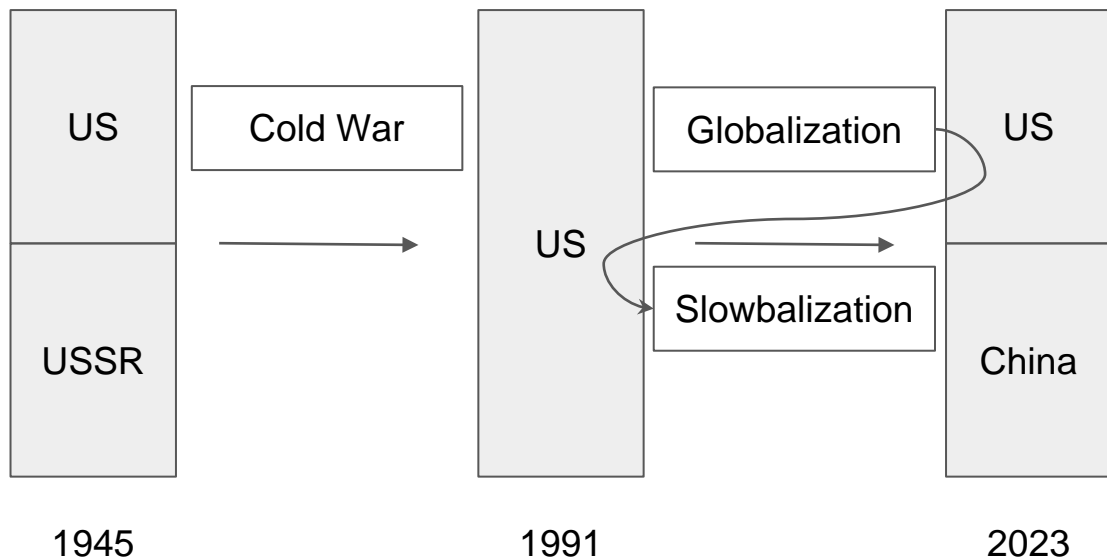 US
Cold War
Globalization
US
US
Slowbalization
USSR
China
1945
1991
2023